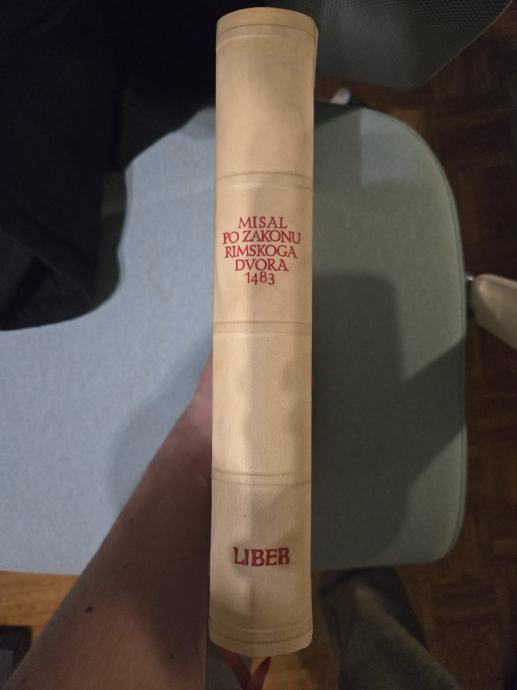 MISAL
PO ZAKONU
RIMSKOGA
DVORA
1483
LIBER